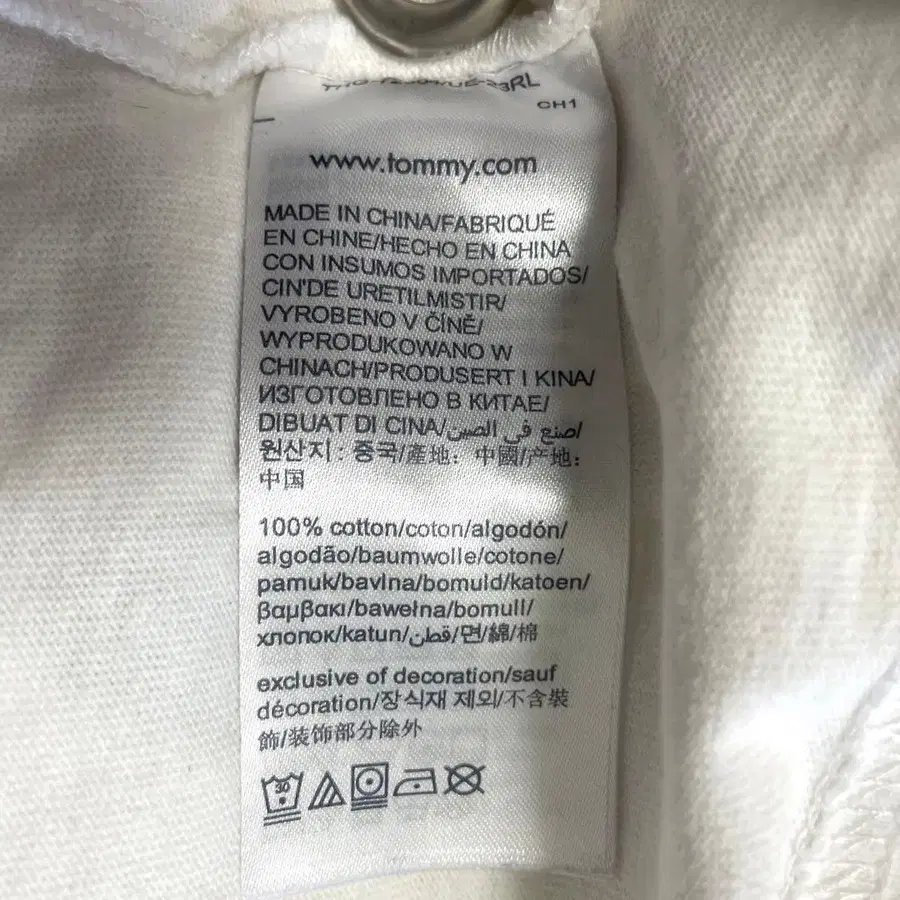 CH1
www.tommy.com
MADE IN CHINA/FABRIQUÉ
EN CHINE/HECHO EN CHINA
CON INSUMOS IMPORTADOS/
CIN'DE URETILMISTIR/
VYROBENO V ČÍNĚ/
WYPRODUKOWANO W
CHINACH/PRODUSERT I KINA/
ИЗГОТОВЛЕНО В КИТАЕ/
DIBUAT DI CINA/صنع في الصين/
원산지 : 중국/產地： 中國/产地：
中国
100% cotton/coton/algodón/
algodão/baumwolle/cotone/
pamuk/bavlna/bomuld/katoen/
βαμβακι/bawełna/bomull/
хлопок/katun/قطن/면/綿/棉
exclusive of decoration/sauf
décoration/장식재 제외/不含裝
飾/装饰部分除外
30